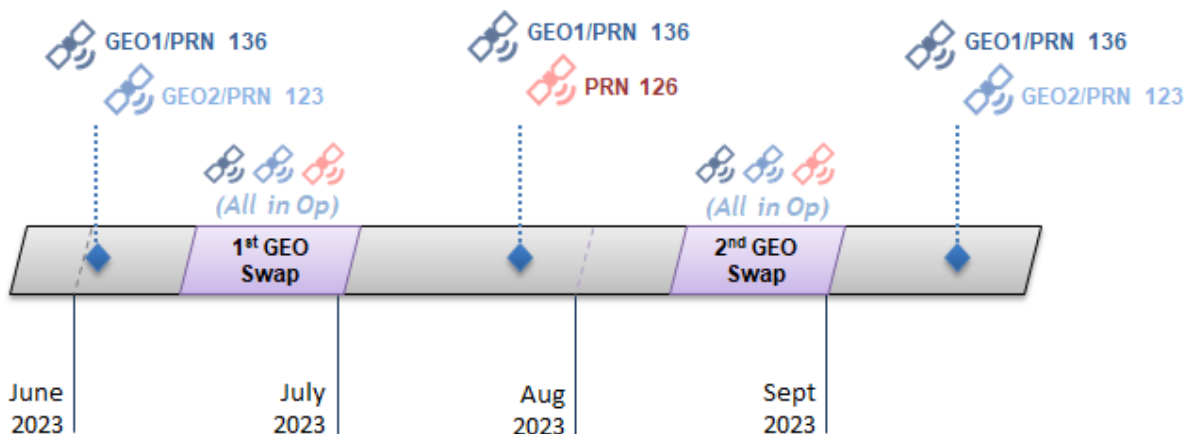 GEO1/PRN 136
GEO2/PRN 123
GEO1/PRN 136
PRN 126
GEO1/PRN 136
GEO2/PRN 123
(All in Op)
(All in Op)
1st GEO
Swap
2nd GEO
Swap
June
2023
July
2023
Aug
2023
Sept
2023